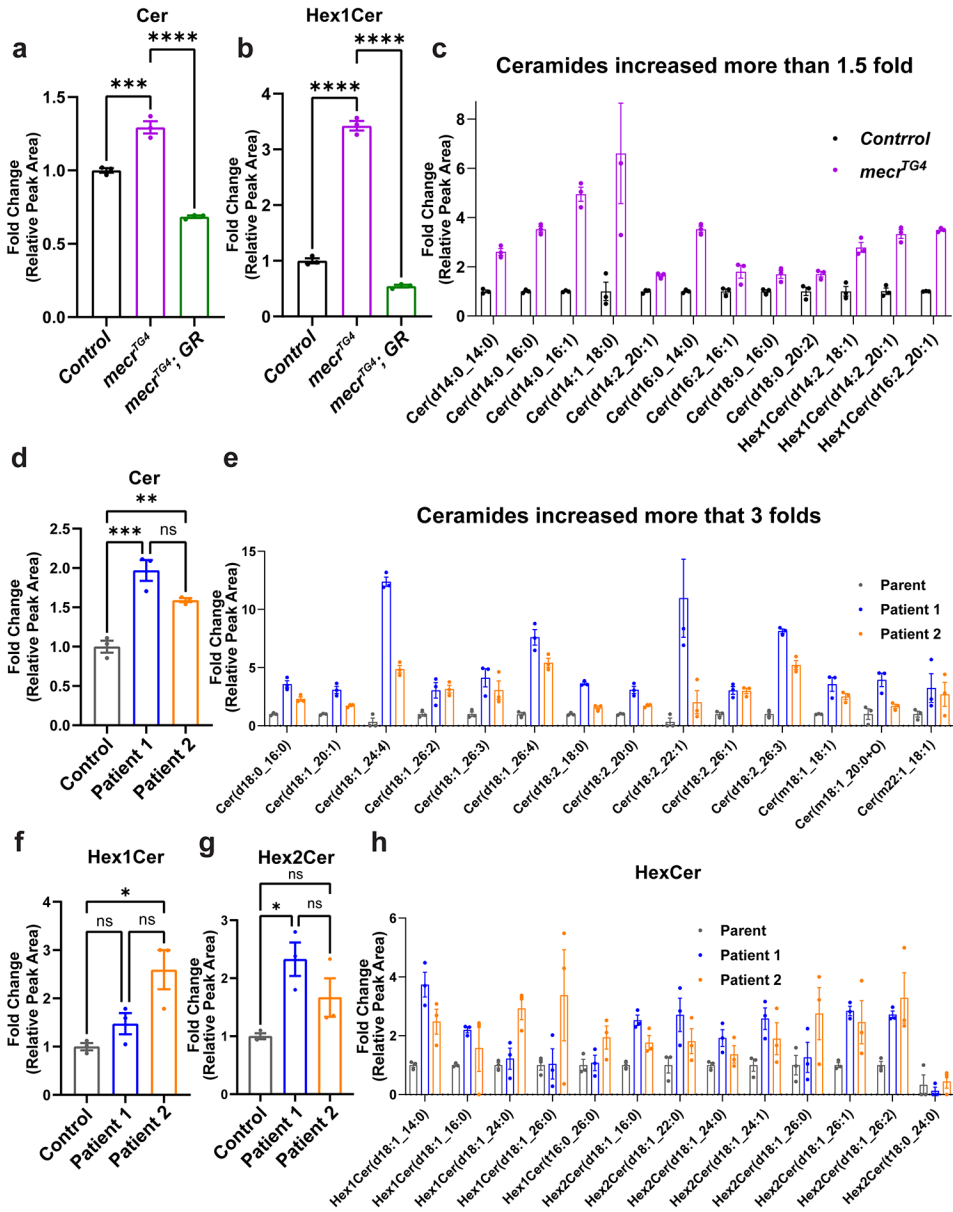 a
Cer
****
***
Fold Change
(Relative Peak Area)
1.5
1.0
0.5
0.0
Control
mecrTG4
mecrTG4; GR
b
Hex1Cer
****
****
Fold Change
(Relative Peak Area)
4
3
2
1
0
Control
mecrTG4
mecrTG4; GR
c
Ceramides increased more than 1.5 fold
Fold Change
(Relative Peak Area)
8
6
4
2
0
Contrrol
mecrTG4
Cer(d14:0_14:0)
Cer(d14:0_16:0)
Cer(d14:0_16:1)
Cer(d14:1_18:0)
Cer(d14:2_20:1)
Cer(d16:0_14:0)
Cer(d16:2_16:1)
Cer(d18:0_16:0)
Cer(d18:0_20:2)
Hex1Cer(d14:2_18:1)
Hex1Cer(d14:2_20:1)
Hex1Cer(d16:2_20:1)
d
Cer
**
***
ns
Fold Change
(Relative Peak Area)
2.5
2.0
1.5
1.0
0.5
0.0
Control
Patient 1
Patient 2
e
Ceramides increased more that 3 folds
Fold Change
(Relative Peak Area)
15
10
5
0
Parent
Patient 1
Patient 2
Cer(d18:0_16:0)
Cer(d18:1_20:1)
Cer(d18:1_24:4)
Cer(d18:1_26:2)
Cer(d18:1_26:3)
Cer(d18:1_26:4)
Cer(d18:2_18:0)
Cer(d18:2_20:0)
Cer(d18:2_22:1)
Cer(d18:2_26:1)
Cer(d18:2_26:3)
Cer(m18:1_18:1)
Cer(m18:1_20:0+O)
Cer(m22:1_18:1)
f
Hex1Cer
*
ns
ns
Fold Change
(Relative Peak Area)
4
3
2
1
0
Control
Patient 1
Patient 2
g
Hex2Cer
ns
*
ns
Fold Change
(Relative Peak Area)
3
2
1
0
Control
Patient 1
Patient 2
h
HexCer
Fold Change
(Relative Peak Area)
6
4
2
0
Parent
Patient 1
Patient 2
Hex1Cer(d18:1_14:0)
Hex1Cer(d18:1_16:0)
Hex1Cer(d18:1_24:0)
Hex1Cer(d18:1_26:0)
Hex1Cer(t16:0_26:0)
Hex2Cer(d18:1_16:0)
Hex2Cer(d18:1_22:0)
Hex2Cer(d18:1_24:0)
Hex2Cer(d18:1_24:1)
Hex2Cer(d18:1_26:0)
Hex2Cer(d18:1_26:1)
Hex2Cer(d18:1_26:2)
Hex2Cer(t18:0_24:0)